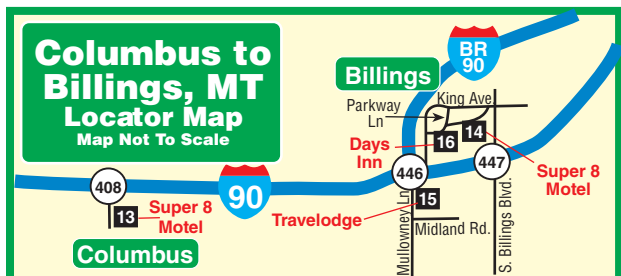 Columbus to
Billings, MT
Locator Map
Map Not To Scale
BR
90
Billings
King Ave.
Parkway
Ln
14
16
Days
Inn
Super 8
Motel
446
447
408
90
13
Super 8
Motel
15
Travelodge
Midland Rd.
Mullowney Ln.
S. Billings Blvd.
Columbus